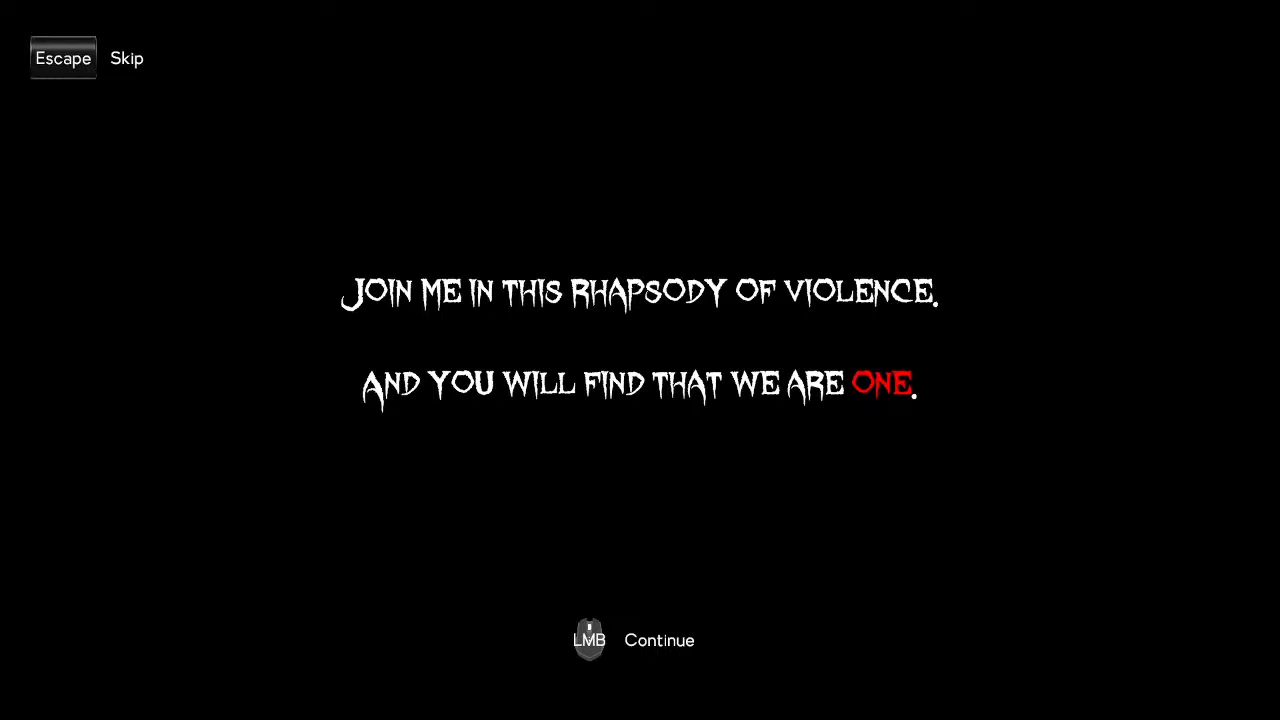 Escape Skip
Join me in this rhapsody of violence.
And you will find that we are one.
LMB Continue